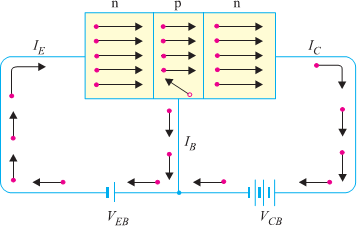 n p n
I_E I_C
I_B
V_EB V_CB